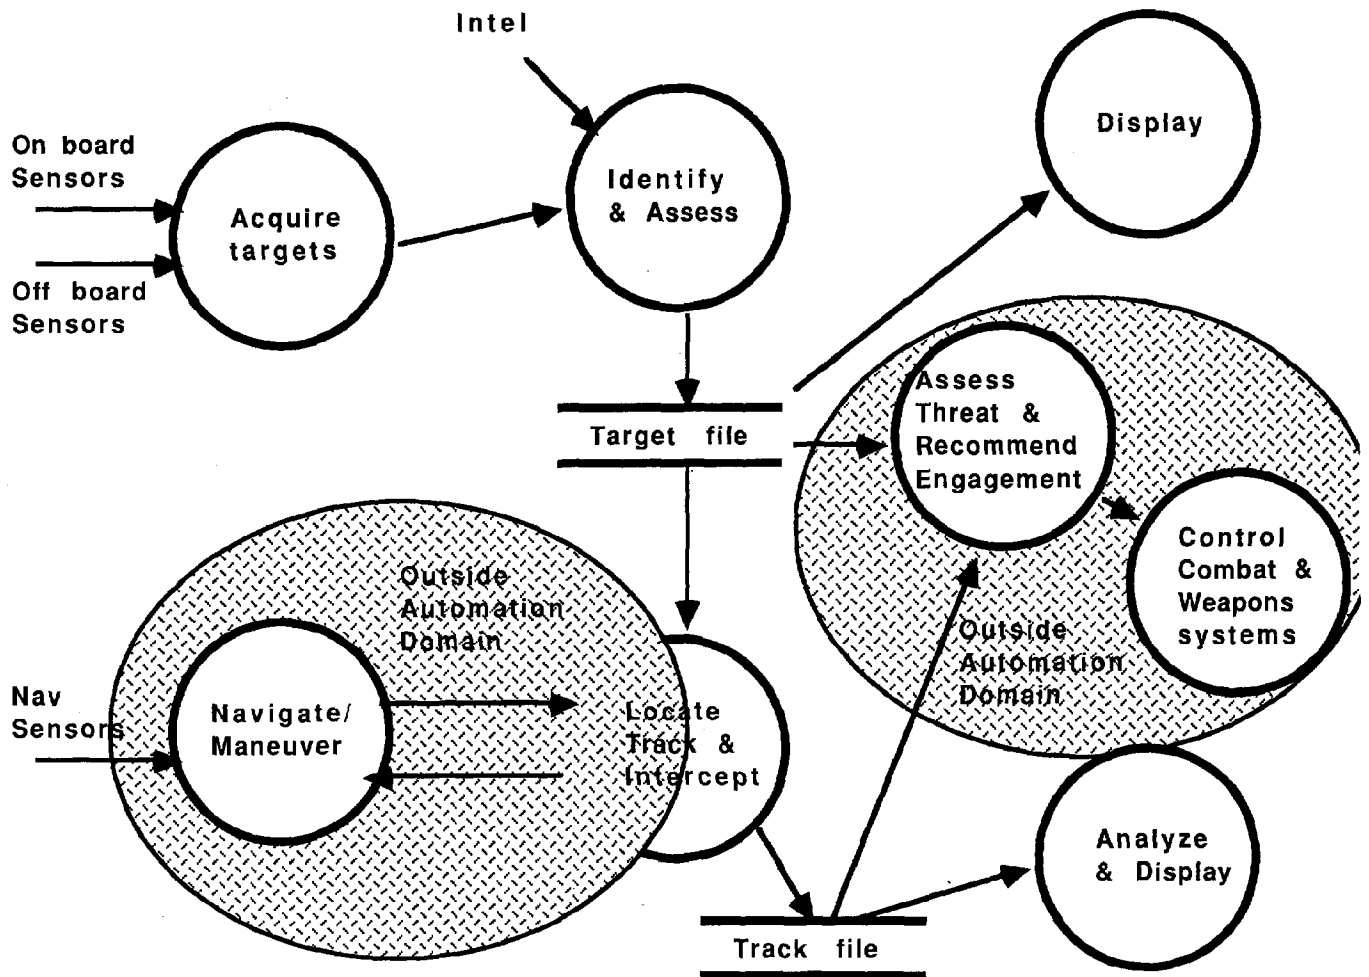 Intel
Display
On board
Sensors
Identify
& Assess
Acquire
targets
Off board
Sensors
Assess
Threat &
Recommend
Engagement
Target file
Control
Combat &
Weapons
systems
Outside
Automation
Domain
Outside
Automation
Domain
Nav
Sensors
Navigate/
Maneuver
Locate
Track &
Intercept
Analyze
& Display
Track file